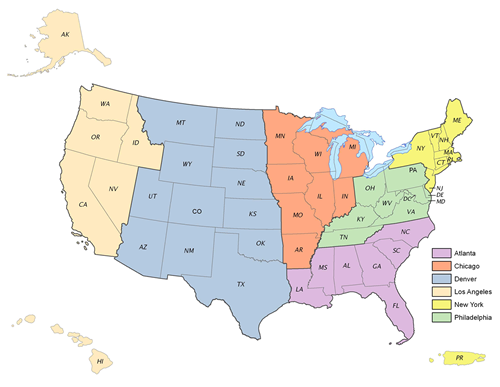 AK
WA
MT
ND
MN
ME
VT
NH
OR
ID
SD
WI
MI
NY
MA
CT
RI
WY
IA
NE
PA
NV
UT
CO
IL
IN
OH
NJ
DE
MD
DC
WV
VA
CA
KS
MO
KY
NC
TN
AZ
NM
OK
AR
SC
MS
AL
GA
TX
LA
FL
HI
PR
Atlanta
Chicago
Denver
Los Angeles
New York
Philadelphia